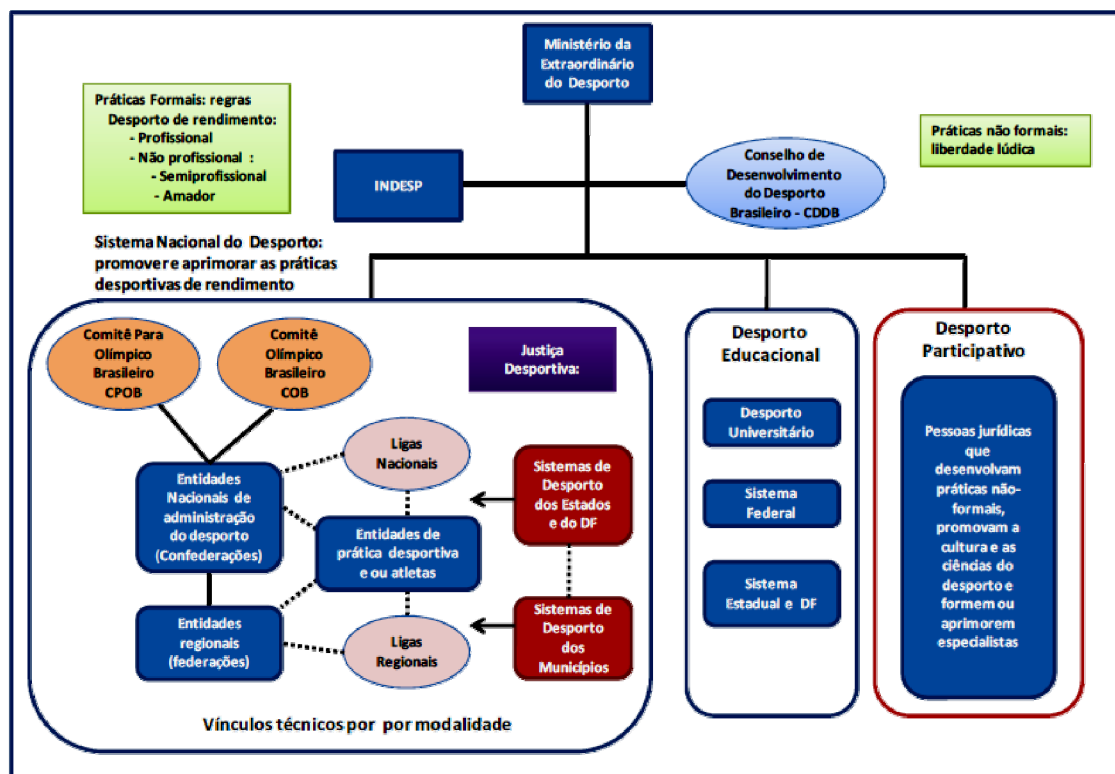 Ministério da
Extraordinário
do Desporto
Práticas Formais: regras
Desporto de rendimento:
- Profissional
- Não profissional :
- Semiprofissional
- Amador
Práticas não formais:
liberdade lúdica
INDESP
Conselho de
Desenvolvimento
do Desporto
Brasileiro - CDDB
Sistema Nacional do Desporto:
promover e aprimorar as práticas
desportivas de rendimento
Comitê Para
Olímpico
Brasileiro
CPOB
Comitê
Olímpico
Brasileiro
COB
Justiça
Desportiva:
Ligas
Nacionais
Entidades
Nacionais de
administração
do desporto
(Confederações)
Entidades de
prática desportiva
e ou atletas
Sistemas de
Desporto
dos Estados
e do DF
Entidades
regionais
(federações)
Ligas
Regionais
Sistemas de
Desporto
dos
Municípios
Vínculos técnicos por por modalidade
Desporto
Educacional
Desporto
Universitário
Sistema
Federal
Sistema
Estadual e DF
Desporto
Participativo
Pessoas jurídicas
que
desenvolvam
práticas não-
formais,
promovam a
cultura e as
ciências do
desporto e
formem ou
aprimorem
especialistas